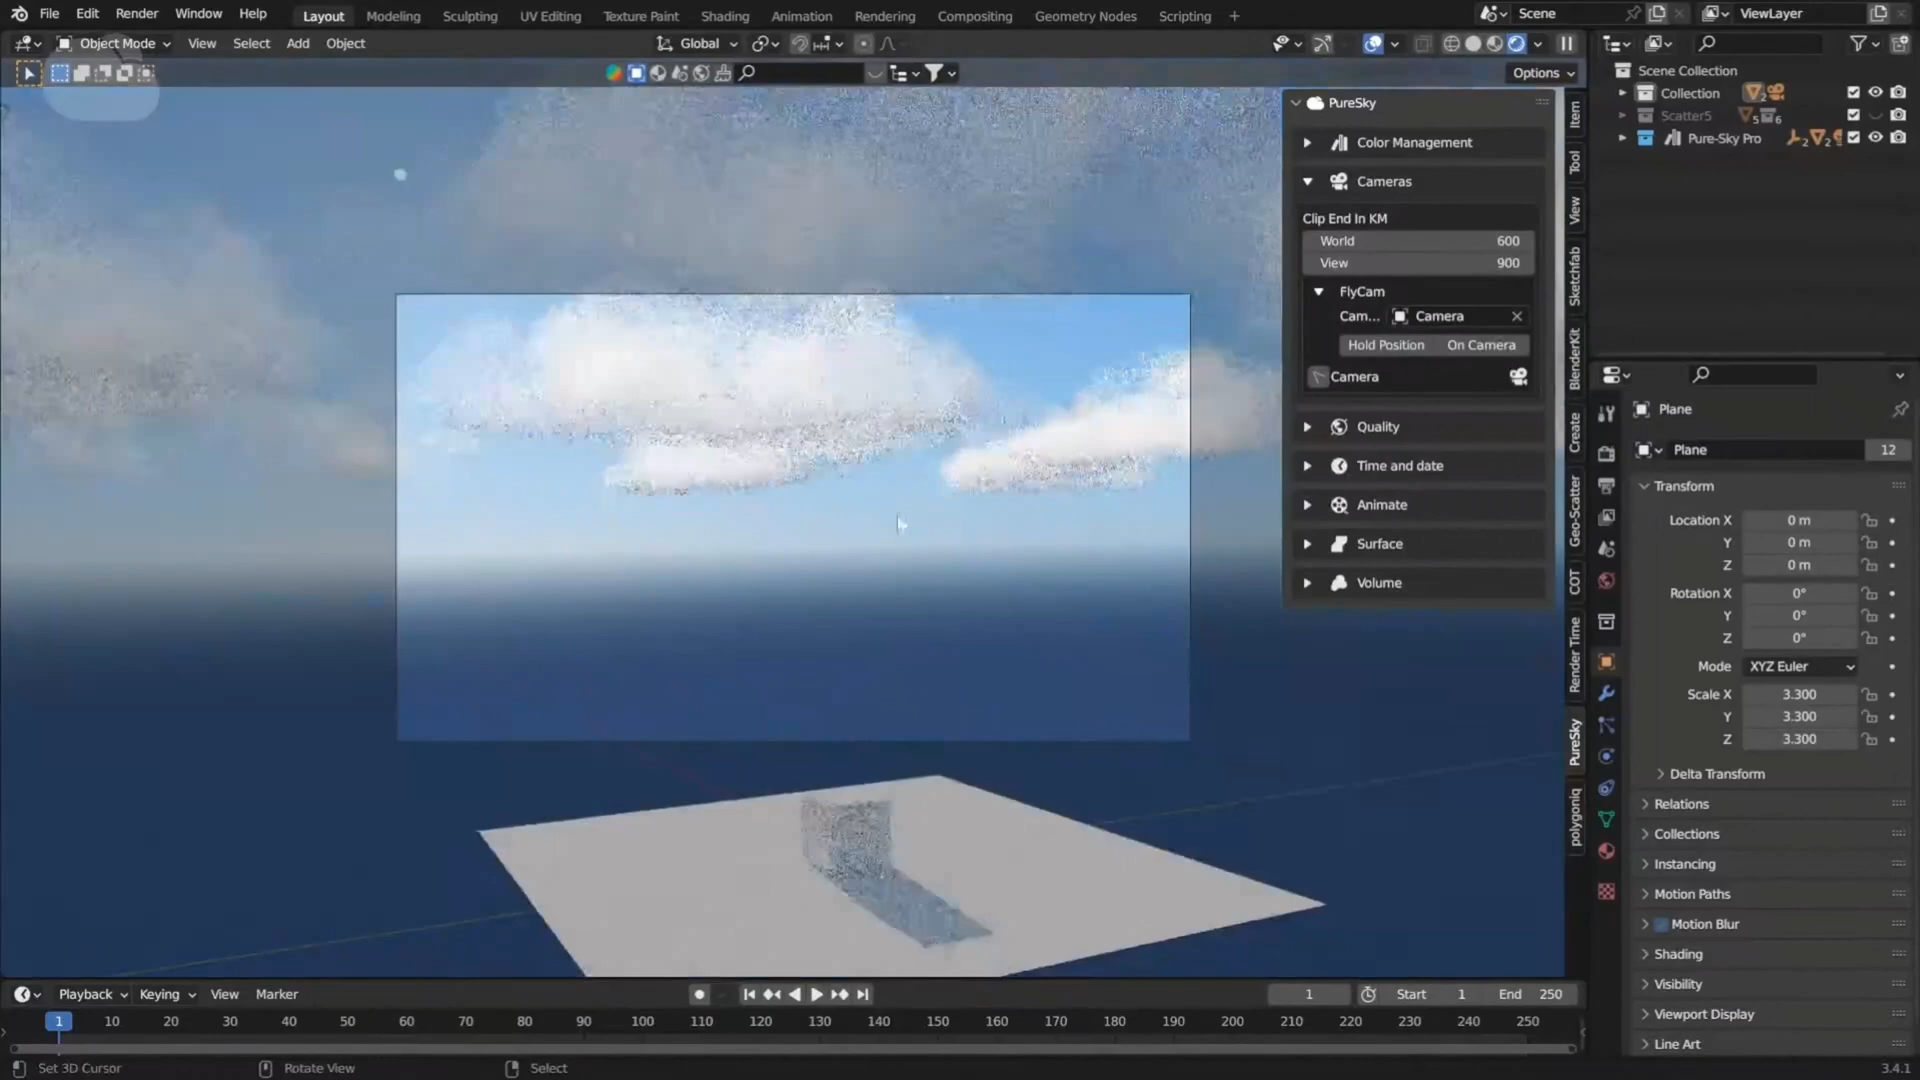 File Edit Render Window Help Layout Modeling Sculpting UV Editing Texture Paint Shading Animation Rendering Compositing Geometry Nodes Scripting + Scene ViewLayer
Object Mode View Select Add Object Global
Options
PureSky
Color Management
Cameras
Clip End In KM
World 600
View 900
FlyCam
Cam... Camera
Hold Position On Camera
Camera
Quality
Time and date
Animate
Surface
Volume
Item
Tool
View
Sketchfab
BlenderKit
Create
Geo-Scatter
COT
Render Time
PureSky
polygoniq
Scene Collection
Collection 2
Scatter5 5 6
Pure-Sky Pro 2 2
Plane
Plane 12
Transform
Location X 0 m
Y 0 m
Z 0 m
Rotation X 0°
Y 0°
Z 0°
Mode XYZ Euler
Scale X 3.300
Y 3.300
Z 3.300
Delta Transform
Relations
Collections
Instancing
Motion Paths
Motion Blur
Shading
Visibility
Viewport Display
Line Art
Playback Keying View Marker 1 Start 1 End 250
1 10 20 30 40 50 60 70 80 90 100 110 120 130 140 150 160 170 180 190 200 210 220 230 240 250
Set 3D Cursor Rotate View Select 3.4.1